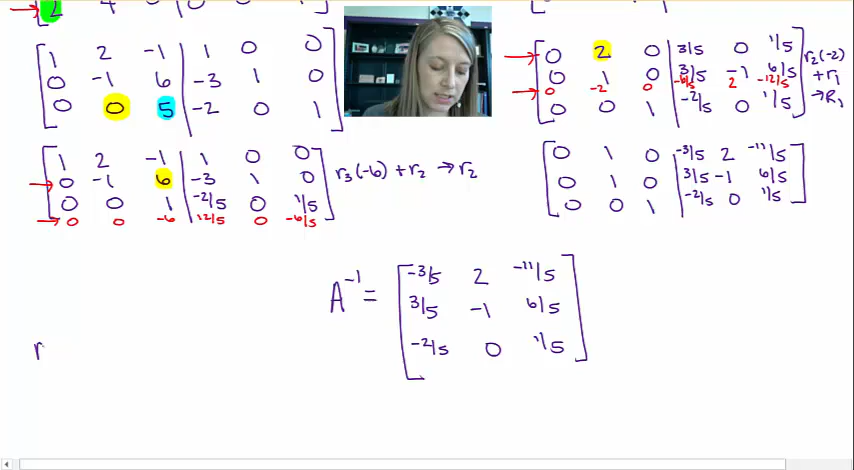 2 4
1 2 -1 | 1 0 0
0 -1 6 | -3 1 0
0 0 5 | -2 0 1
1 2 -1 | 1 0 0
0 -1 6 | -3 1 0
0 0 1 | -2/5 0 1/5
0 0 -6 12/5 0 -6/5
r3(-6) + r2 → r2
0 2 0 | 3/5 0 1/5
0 1 0 | 3/5 -1 6/5
0 -2 0 -6/5 2 -12/5
0 0 1 | -2/5 0 1/5
r2(-2)
+ r1
→ R1
0 1 0 | -3/5 2 -11/5
0 1 0 | 3/5 -1 6/5
0 0 1 | -2/5 0 1/5
A⁻¹ =
-3/5 2 -11/5
3/5 -1 6/5
-2/5 0 1/5
r